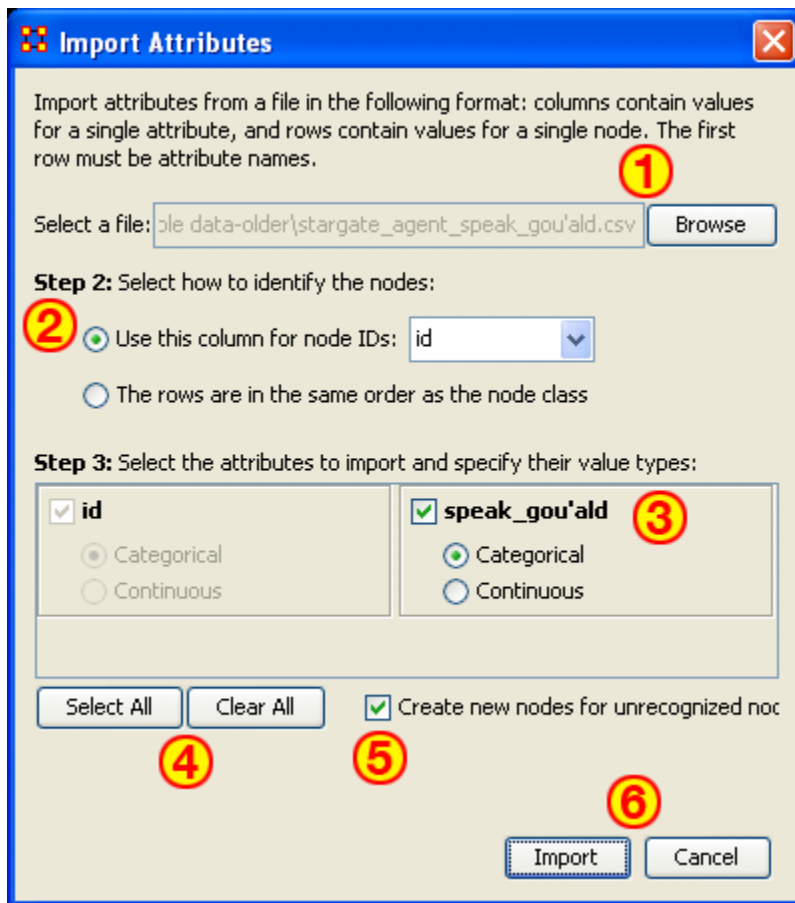 Import Attributes
Import attributes from a file in the following format: columns contain values
for a single attribute, and rows contain values for a single node. The first
row must be attribute names.
1
Select a file: ple data-older\stargate_agent_speak_gou'ald.csv Browse
Step 2: Select how to identify the nodes:
2
Use this column for node IDs: id
The rows are in the same order as the node class
Step 3: Select the attributes to import and specify their value types:
id speak_gou'ald 3
Categorical Categorical
Continuous Continuous
Select All Clear All Create new nodes for unrecognized noc
4 5
6
Import Cancel